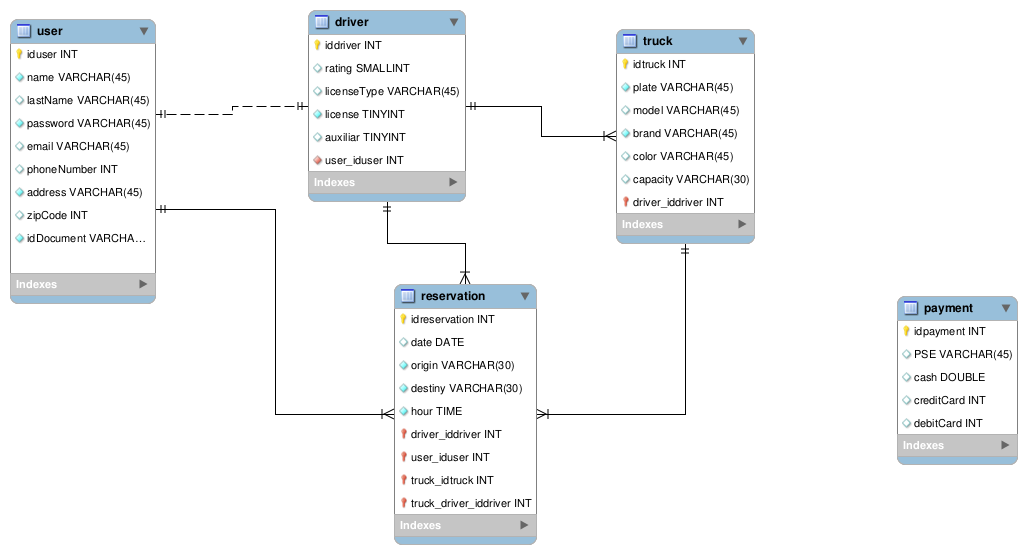 user
iduser INT
name VARCHAR(45)
lastName VARCHAR(45)
password VARCHAR(45)
email VARCHAR(45)
phoneNumber INT
address VARCHAR(45)
zipCode INT
idDocument VARCHA...
Indexes
driver
iddriver INT
rating SMALLINT
licenseType VARCHAR(45)
license TINYINT
auxiliar TINYINT
user_iduser INT
Indexes
truck
idtruck INT
plate VARCHAR(45)
model VARCHAR(45)
brand VARCHAR(45)
color VARCHAR(45)
capacity VARCHAR(30)
driver_iddriver INT
Indexes
reservation
idreservation INT
date DATE
origin VARCHAR(30)
destiny VARCHAR(30)
hour TIME
driver_iddriver INT
user_iduser INT
truck_idtruck INT
truck_driver_iddriver INT
Indexes
payment
idpayment INT
PSE VARCHAR(45)
cash DOUBLE
creditCard INT
debitCard INT
Indexes